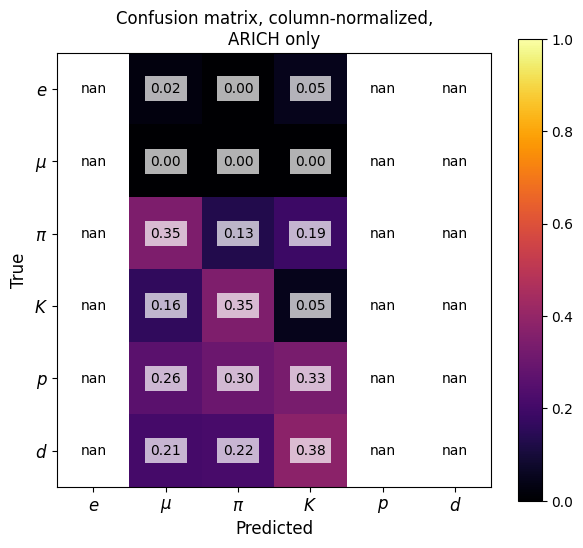 Confusion matrix, column-normalized,
ARICH only
1.0
e nan 0.02 0.00 0.05 nan nan
0.8
μ nan 0.00 0.00 0.00 nan nan
0.6
π nan 0.35 0.13 0.19 nan nan
True
0.4
K nan 0.16 0.35 0.05 nan nan
p nan 0.26 0.30 0.33 nan nan
0.2
d nan 0.21 0.22 0.38 nan nan
0.0
e μ π K p d
Predicted